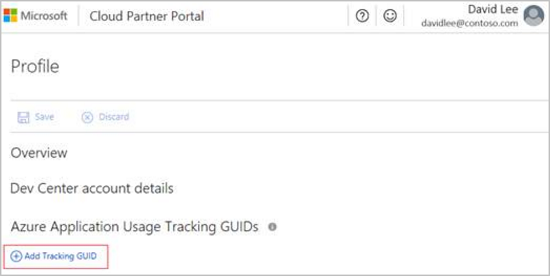 Microsoft Cloud Partner Portal David Lee
davidlee@contoso.com
Profile
Save Discard
Overview
Dev Center account details
Azure Application Usage Tracking GUIDs
Add Tracking GUID